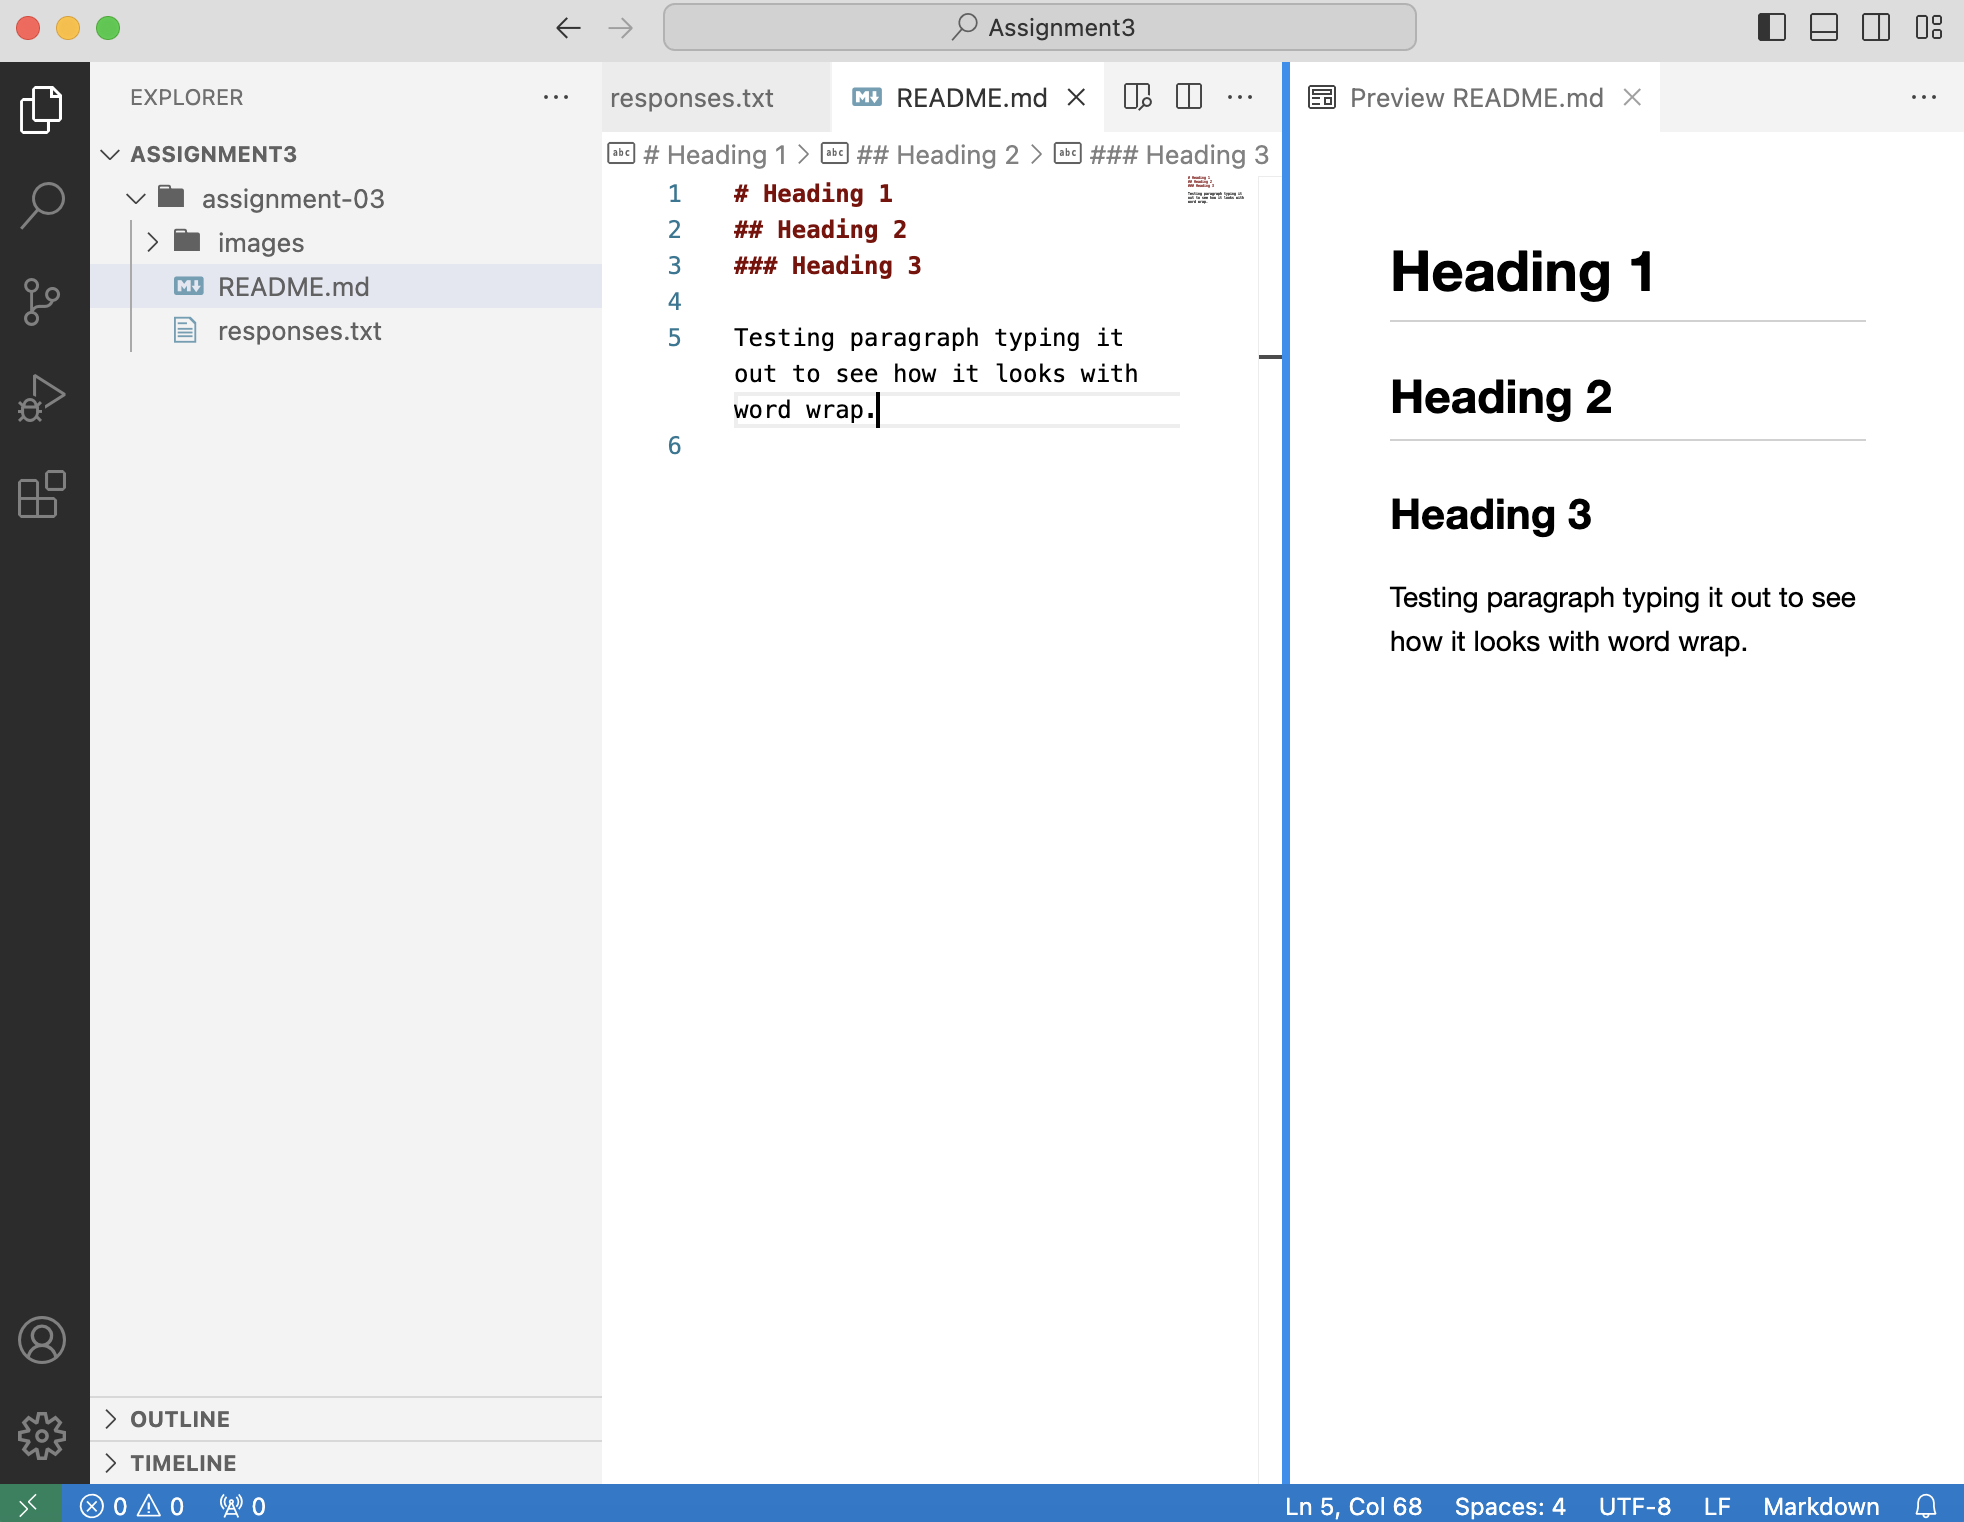 Assignment3
EXPLORER
ASSIGNMENT3
assignment-03
images
README.md
responses.txt
OUTLINE
TIMELINE
responses.txt
README.md
# Heading 1 ## Heading 2 ### Heading 3
1 # Heading 1
2 ## Heading 2
3 ### Heading 3
4
5 Testing paragraph typing it
out to see how it looks with
word wrap.
6
Preview README.md
Heading 1
Heading 2
Heading 3
Testing paragraph typing it out to see
how it looks with word wrap.
0 0 0
Ln 5, Col 68 Spaces: 4 UTF-8 LF Markdown